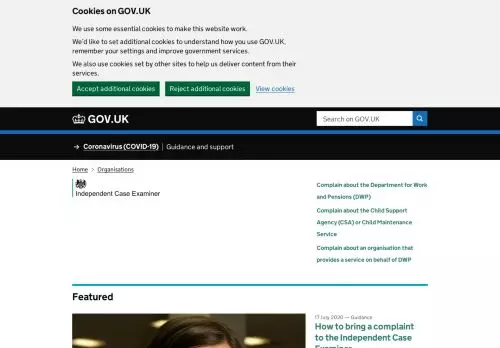 Cookies on GOV.UK
We use some essential cookies to make this website work.
We'd like to set additional cookies to understand how you use GOV.UK,
remember your settings and improve government services.
We also use cookies set by other sites to help us deliver content from their
services.
Accept additional cookies
Reject additional cookies
View cookies
GOV.UK
Search on GOV.UK
→ Coronavirus (COVID-19) | Guidance and support
Home > Organisations
Independent Case Examiner
Complain about the Department for Work
and Pensions (DWP)
Complain about the Child Support
Agency (CSA) or Child Maintenance
Service
Complain about an organisation that
provides a service on behalf of DWP
Featured
17 July 2020 — Guidance
How to bring a complaint
to the Independent Case
Examiner